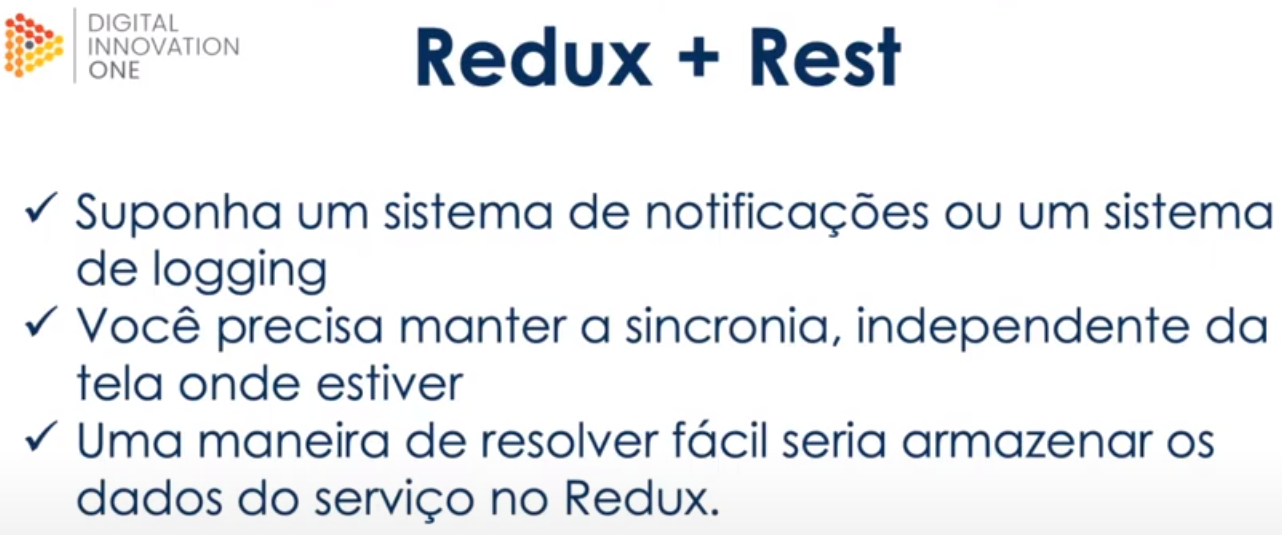 DIGITAL
INNOVATION
ONE
Redux + Rest
✓ Suponha um sistema de notificações ou um sistema
de logging
✓ Você precisa manter a sincronia, independente da
tela onde estiver
✓ Uma maneira de resolver fácil seria armazenar os
dados do serviço no Redux.